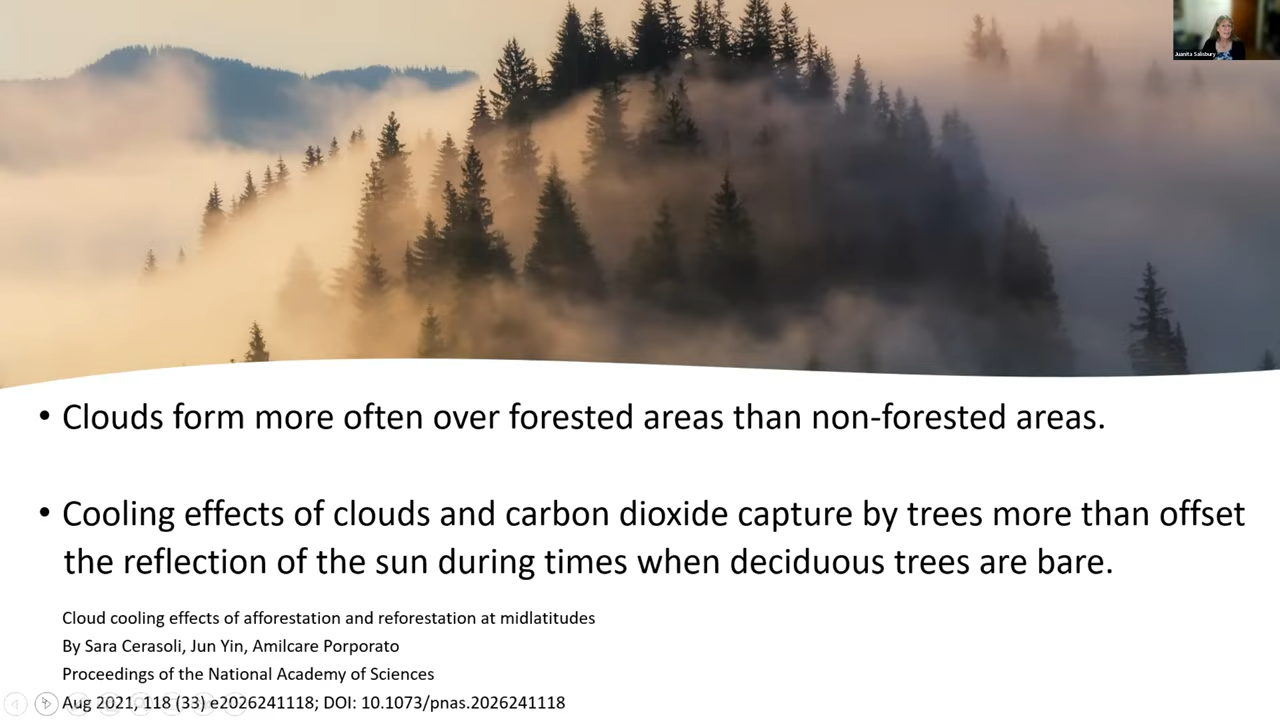 Juanita Salisbury
• Clouds form more often over forested areas than non-forested areas.
• Cooling effects of clouds and carbon dioxide capture by trees more than offset
the reflection of the sun during times when deciduous trees are bare.
Cloud cooling effects of afforestation and reforestation at midlatitudes
By Sara Cerasoli, Jun Yin, Amilcare Porporato
Proceedings of the National Academy of Sciences
Aug 2021, 118 (33) e2026241118; DOI: 10.1073/pnas.2026241118